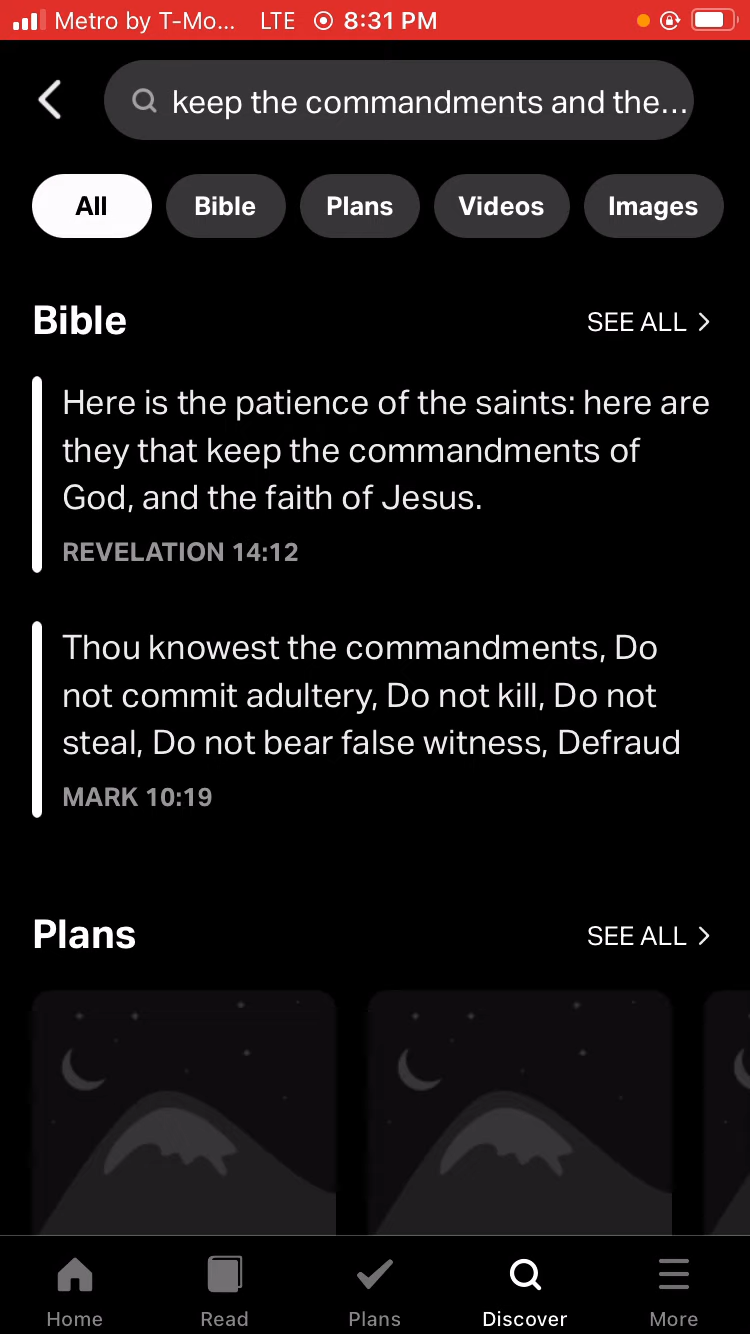 Metro by T-Mo... LTE 8:31 PM
keep the commandments and the...
All Bible Plans Videos Images
Bible SEE ALL
Here is the patience of the saints: here are
they that keep the commandments of
God, and the faith of Jesus.
REVELATION 14:12
Thou knowest the commandments, Do
not commit adultery, Do not kill, Do not
steal, Do not bear false witness, Defraud
MARK 10:19
Plans SEE ALL
Home Read Plans Discover More